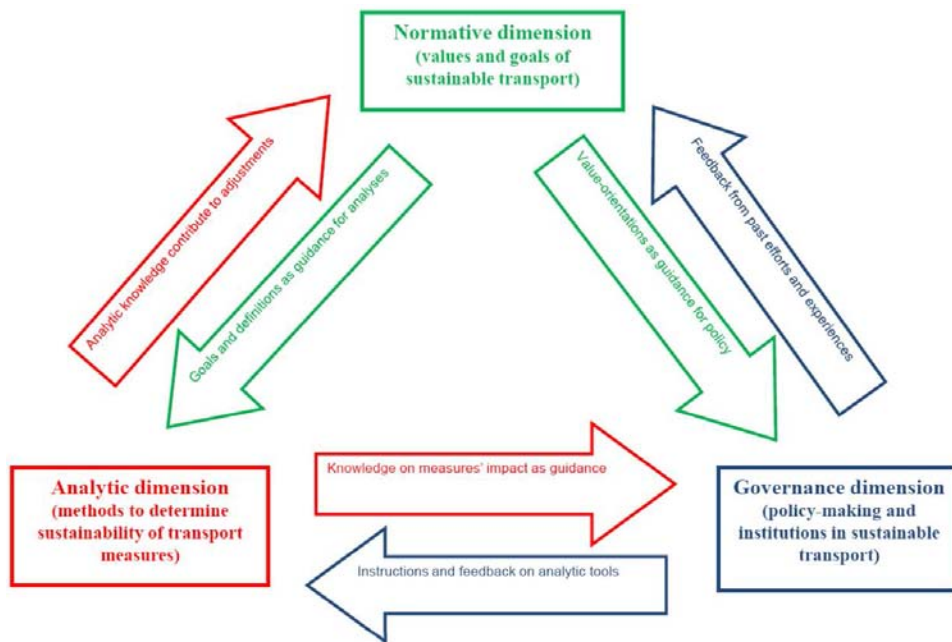 Normative dimension
(values and goals of
sustainable transport)
Analytic knowledge contribute to adjustments
Goals and definitions as guidance for analyses
Value-orientations as guidance for policy
Feedback from past efforts and experiences
Analytic dimension
(methods to determine
sustainability of transport
measures)
Knowledge on measures' impact as guidance
Instructions and feedback on analytic tools
Governance dimension
(policy-making and
institutions in sustainable
transport)